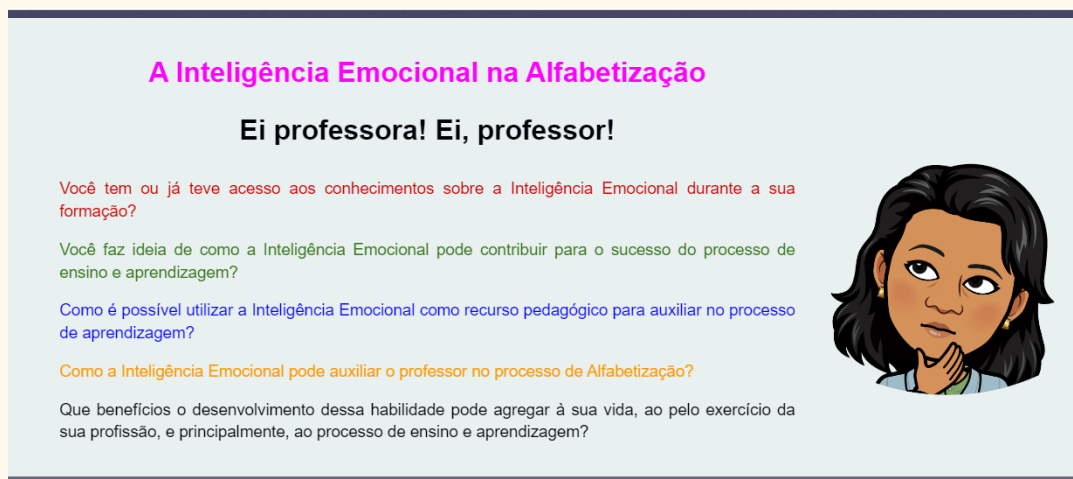 A Inteligência Emocional na Alfabetização
Ei professora! Ei, professor!
Você tem ou já teve acesso aos conhecimentos sobre a Inteligência Emocional durante a sua
formação?
Você faz ideia de como a Inteligência Emocional pode contribuir para o sucesso do processo de
ensino e aprendizagem?
Como é possível utilizar a Inteligência Emocional como recurso pedagógico para auxiliar no processo
de aprendizagem?
Como a Inteligência Emocional pode auxiliar o professor no processo de Alfabetização?
Que benefícios o desenvolvimento dessa habilidade pode agregar à sua vida, ao pelo exercício da
sua profissão, e principalmente, ao processo de ensino e aprendizagem?